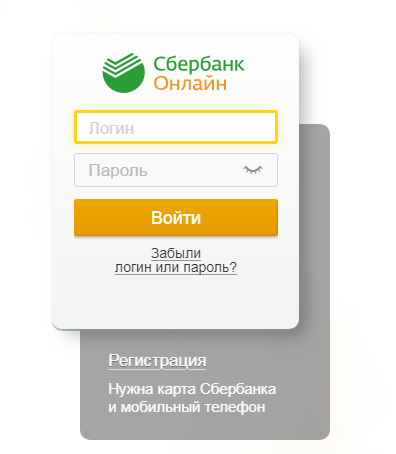 Сбербанк
Онлайн
Логин
Пароль
Войти
Забыли
логин или пароль?
Регистрация
Нужна карта Сбербанка
и мобильный телефон